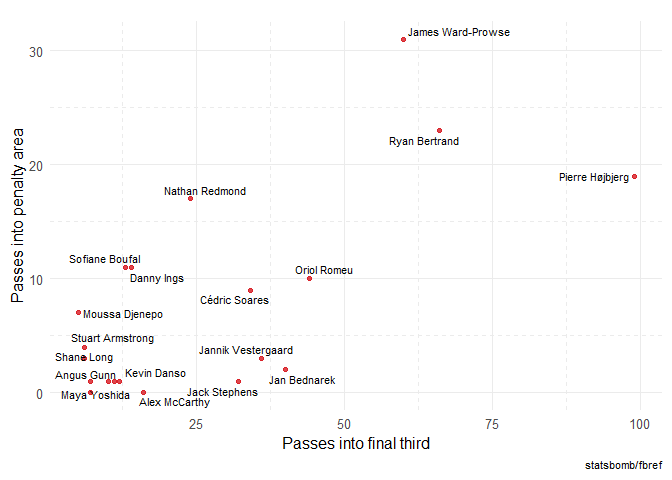 James Ward-Prowse
30
Ryan Bertrand
Passes into penalty area
20
Pierre Højbjerg
Nathan Redmond
Sofiane Boufal
Oriol Romeu
Danny Ings
10
Cédric Soares
Moussa Djenepo
Stuart Armstrong
Jannik Vestergaard
Shane Long
Angus Gunn
Kevin Danso
Jan Bednarek
0
Maya Yoshida
Jack Stephens
Alex McCarthy
25
50
75
100
Passes into final third
statsbomb/fbref